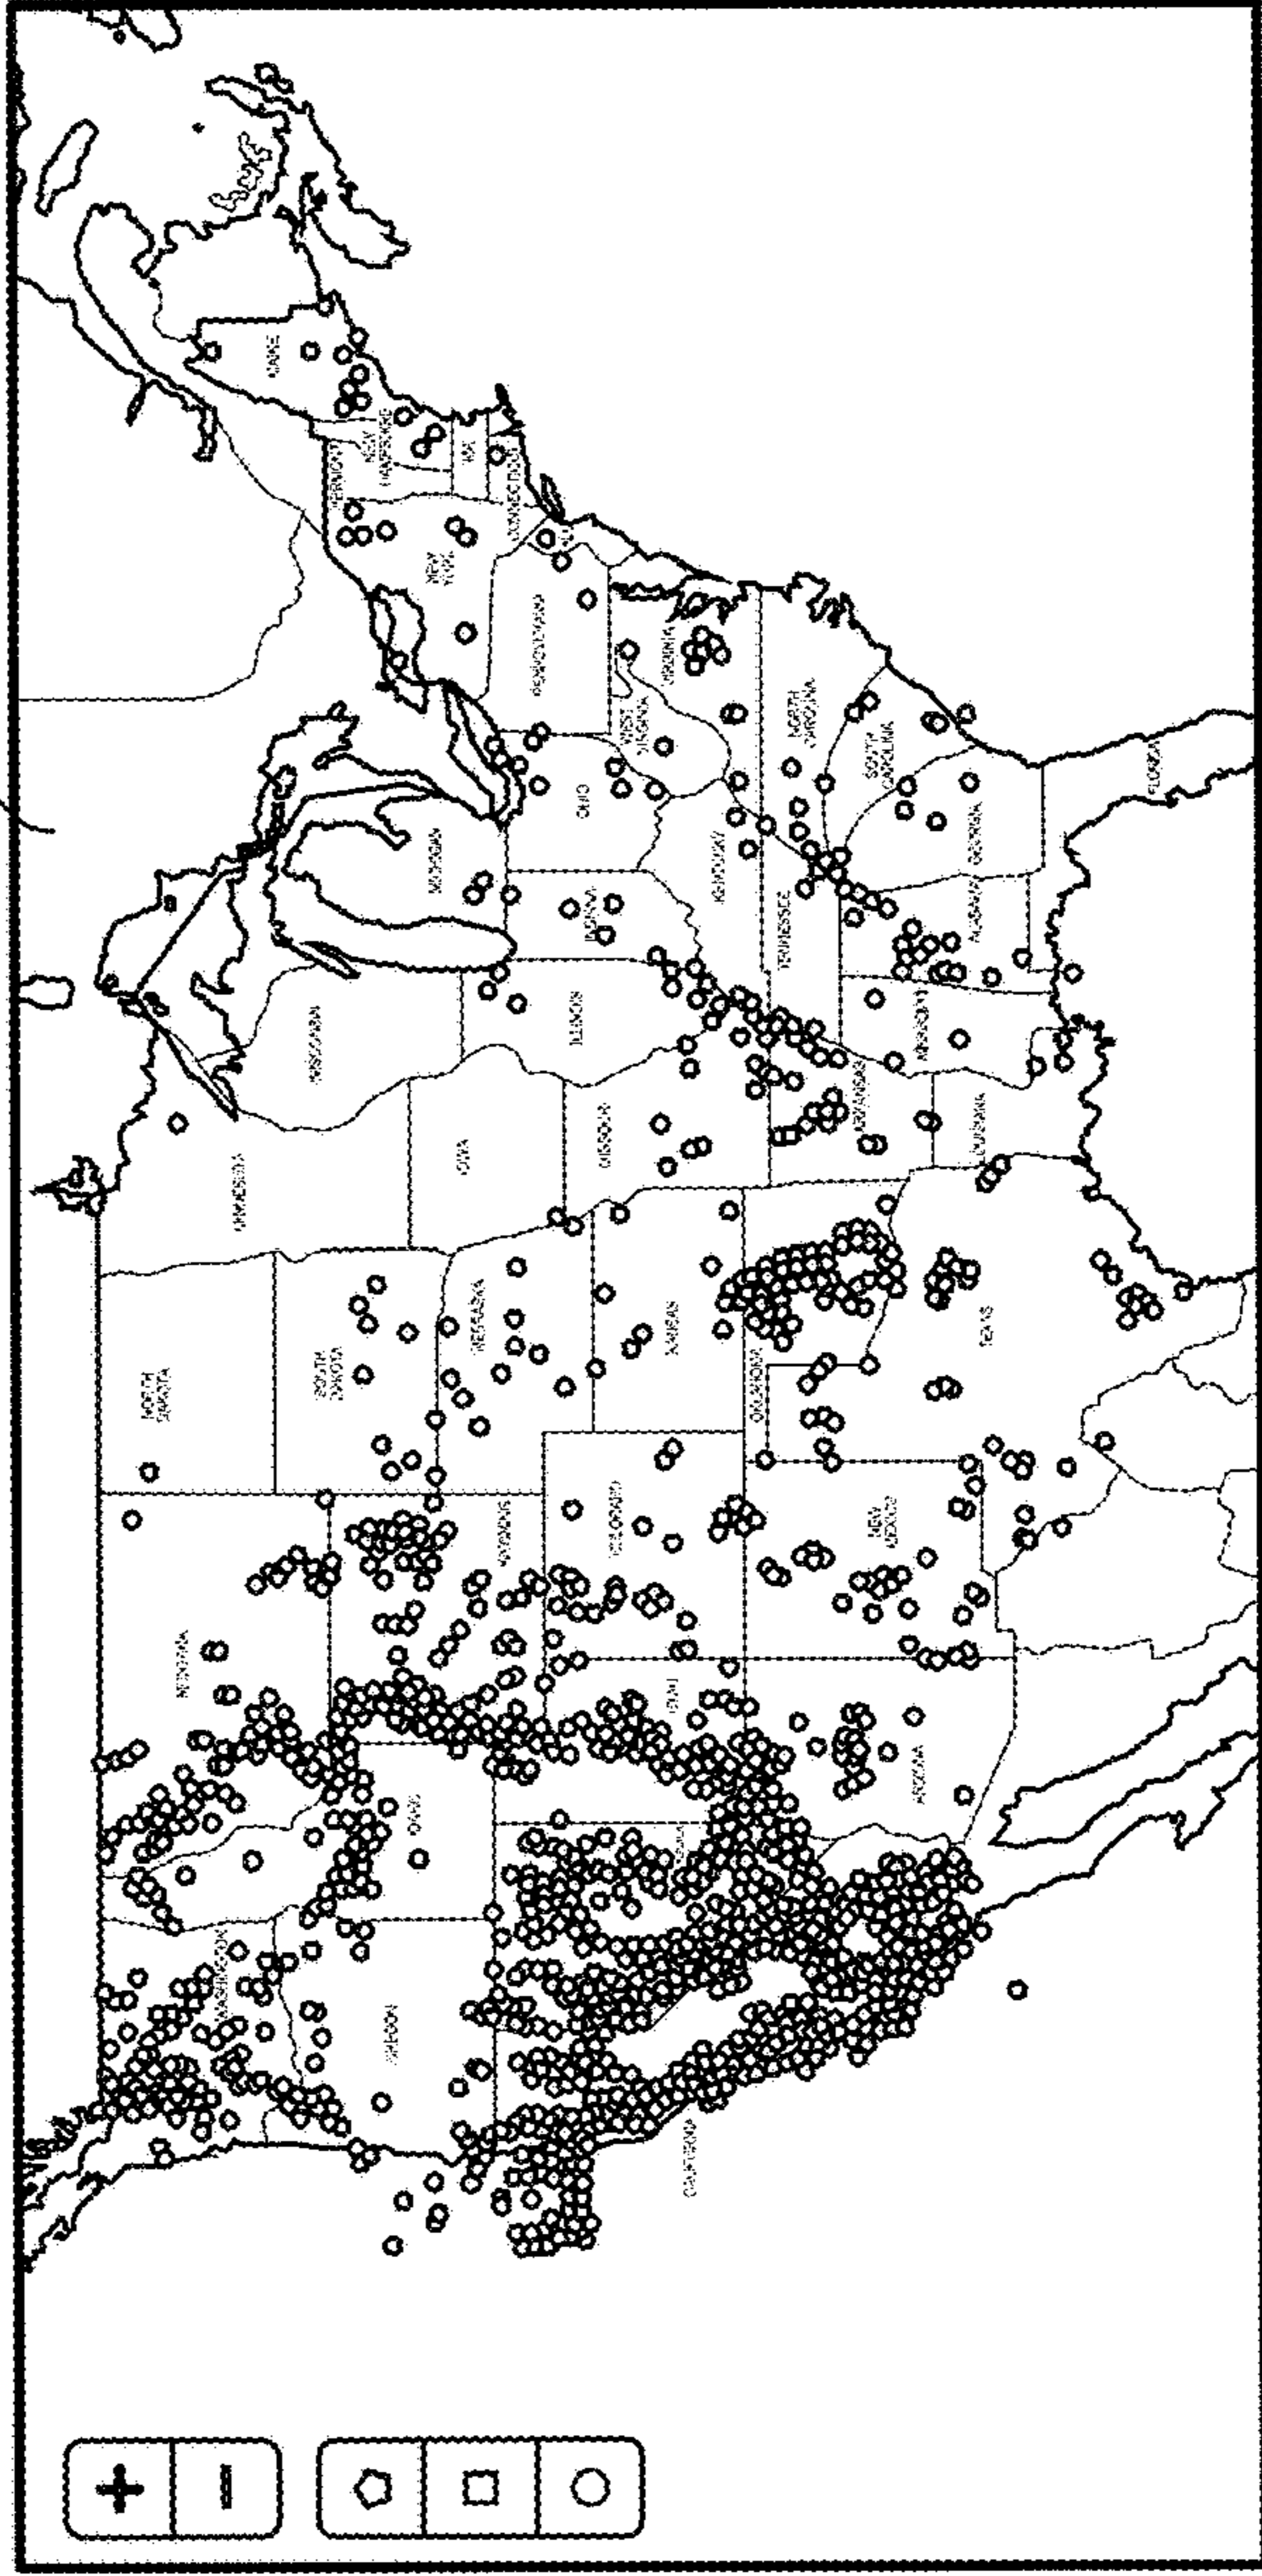 WASHINGTON
MONTANA
NORTH
DAKOTA
MINNESOTA
MAINE
OREGON
IDAHO
SOUTH
DAKOTA
WISCONSIN
MICHIGAN
VERMONT
NEW
HAMPSHIRE
NEW
YORK
MA
WYOMING
NEBRASKA
IOWA
ILLINOIS
INDIANA
OHIO
PENNSYLVANIA
CONNECTICUT
UTAH
COLORADO
KANSAS
MISSOURI
KENTUCKY
WEST
VIRGINIA
VIRGINIA
CALIFORNIA
ARIZONA
NEW
MEXICO
OKLAHOMA
ARKANSAS
TENNESSEE
NORTH
CAROLINA
SOUTH
CAROLINA
TEXAS
LOUISIANA
ALABAMA
GEORGIA
FLORIDA